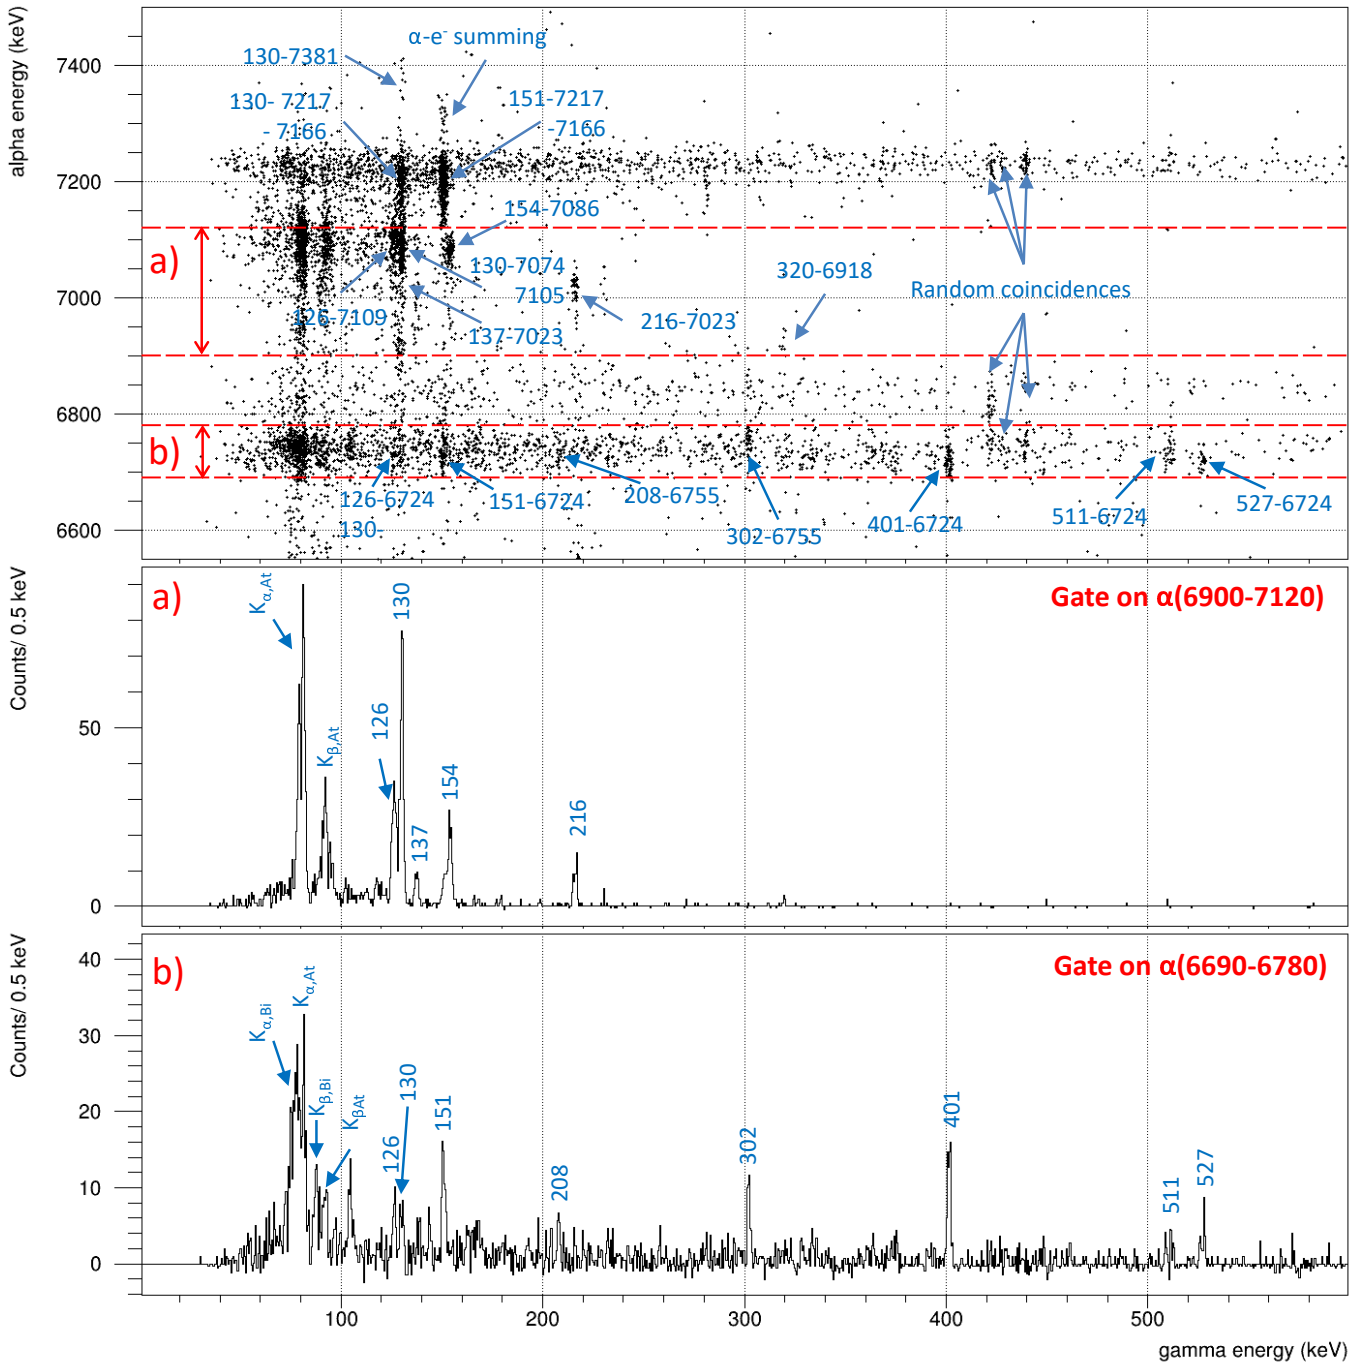 alpha energy (keV)
7400
7200
7000
6800
6600
130-7381
α-e⁻ summing
130- 7217
- 7166
151-7217
-7166
154-7086
a)
130-7074
7105
126-7109
137-7023
216-7023
320-6918
Random coincidences
b)
126-6724
130-
151-6724
208-6755
302-6755
401-6724
511-6724
527-6724
Counts/ 0.5 keV
a)
Gate on α(6900-7120)
50
0
Kα,At
Kβ,At
126
130
137
154
216
Counts/ 0.5 keV
b)
Gate on α(6690-6780)
40
30
20
10
0
Kα,Bi
Kα,At
Kβ,Bi
KβAt
126
130
151
208
302
401
511
527
100
200
300
400
500
gamma energy (keV)